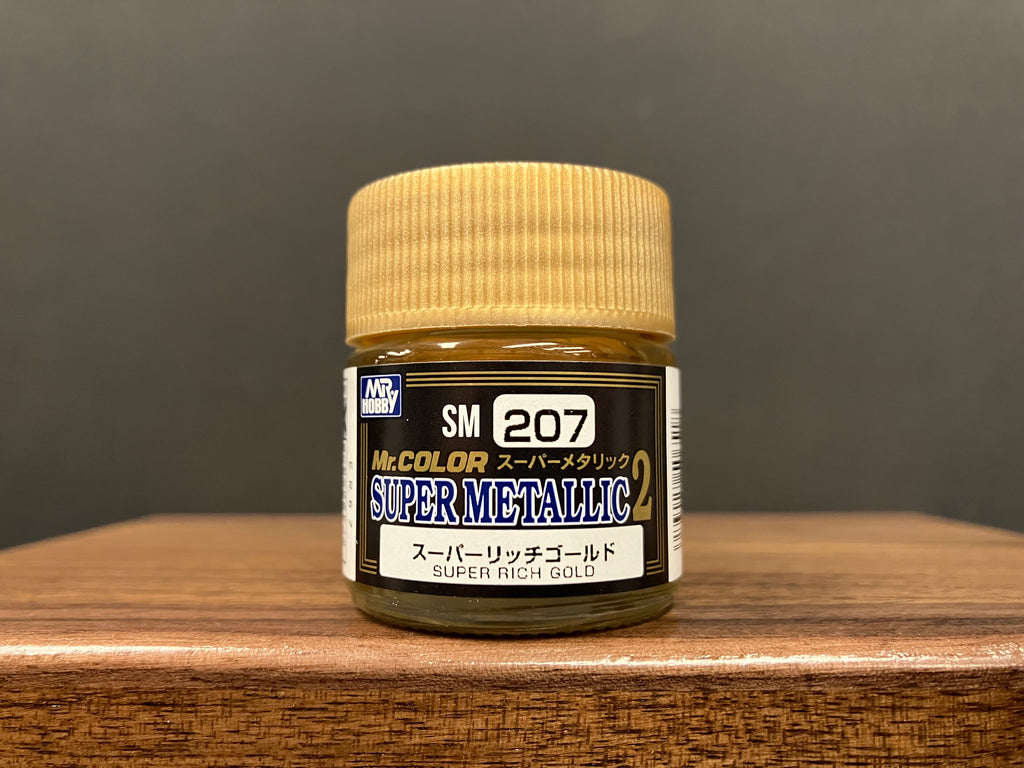 MR HOBBY
SM 207
Mr.COLOR スーパーメタリック
SUPER METALLIC 2
スーパーリッチゴールド
SUPER RICH GOLD